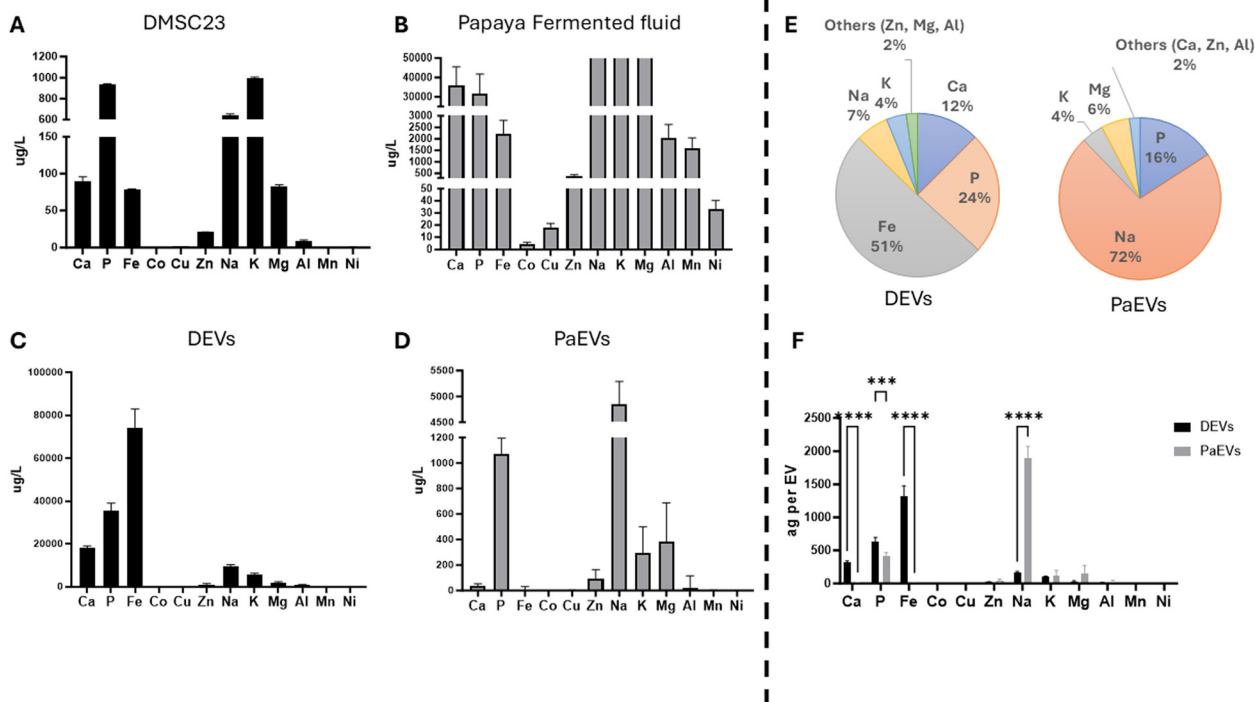 A DMSC23
1200
1000
800
600
150
100
50
0
ug/L
Ca P Fe Co Cu Zn Na K Mg Al Mn Ni
B Papaya Fermented fluid
50000
40000
30000
3000
2500
2000
1500
1000
500
50
40
30
20
10
0
ug/L
Ca P Fe Co Cu Zn Na K Mg Al Mn Ni
C DEVs
100000
80000
60000
40000
20000
0
ug/L
Ca P Fe Co Cu Zn Na K Mg Al Mn Ni
D PaEVs
5500
5000
4500
1200
1000
800
600
400
200
0
ug/L
Ca P Fe Co Cu Zn Na K Mg Al Mn Ni
E
Others (Zn, Mg, Al)
2%
K
4%
Na
7%
Ca
12%
P
24%
Fe
51%
DEVs
Others (Ca, Zn, Al)
2%
Mg
6%
K
4%
P
16%
Na
72%
PaEVs
F
***
**** **** ****
2500
2000
1500
1000
500
0
ag per EV
Ca P Fe Co Cu Zn Na K Mg Al Mn Ni
DEVs
PaEVs